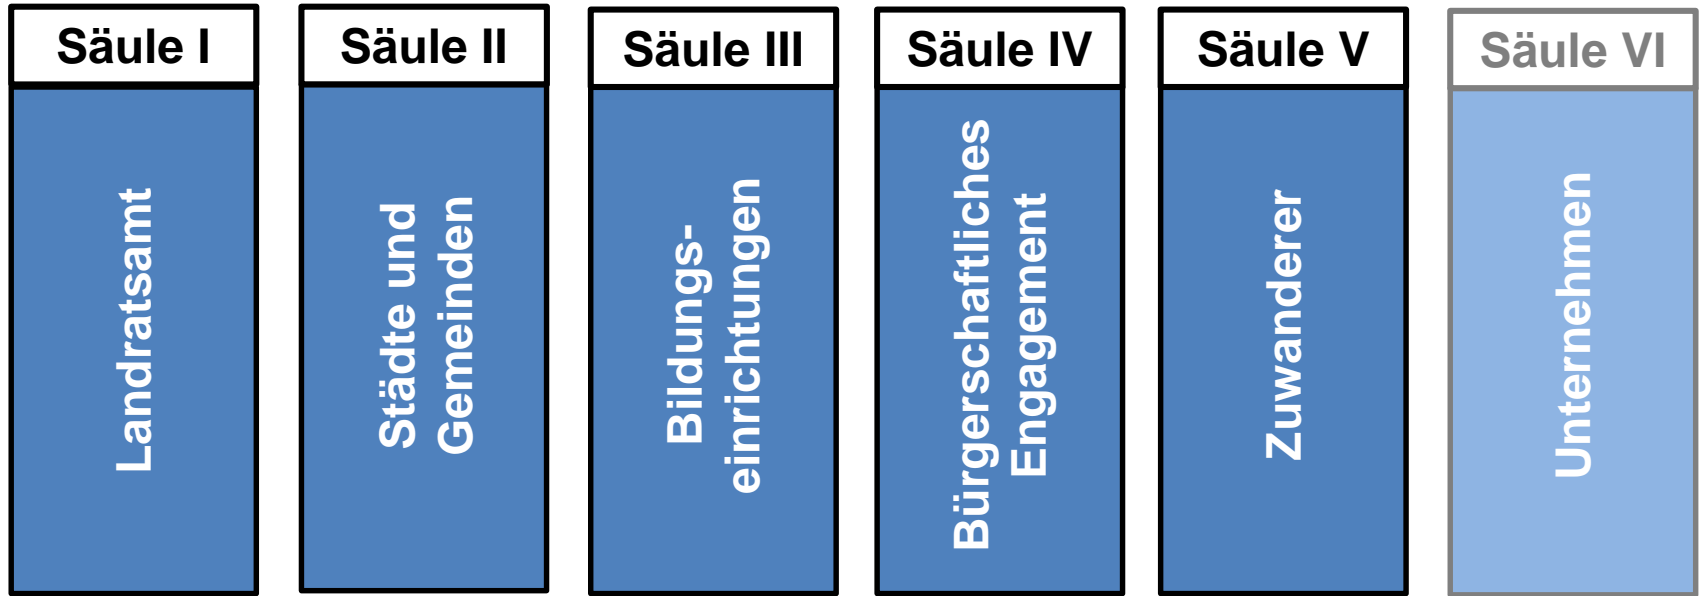 Säule I
Landratsamt
Säule II
Städte und
Gemeinden
Säule III
Bildungs-
einrichtungen
Säule IV
Bürgerschaftliches
Engagement
Säule V
Zuwanderer
Säule VI
Unternehmen